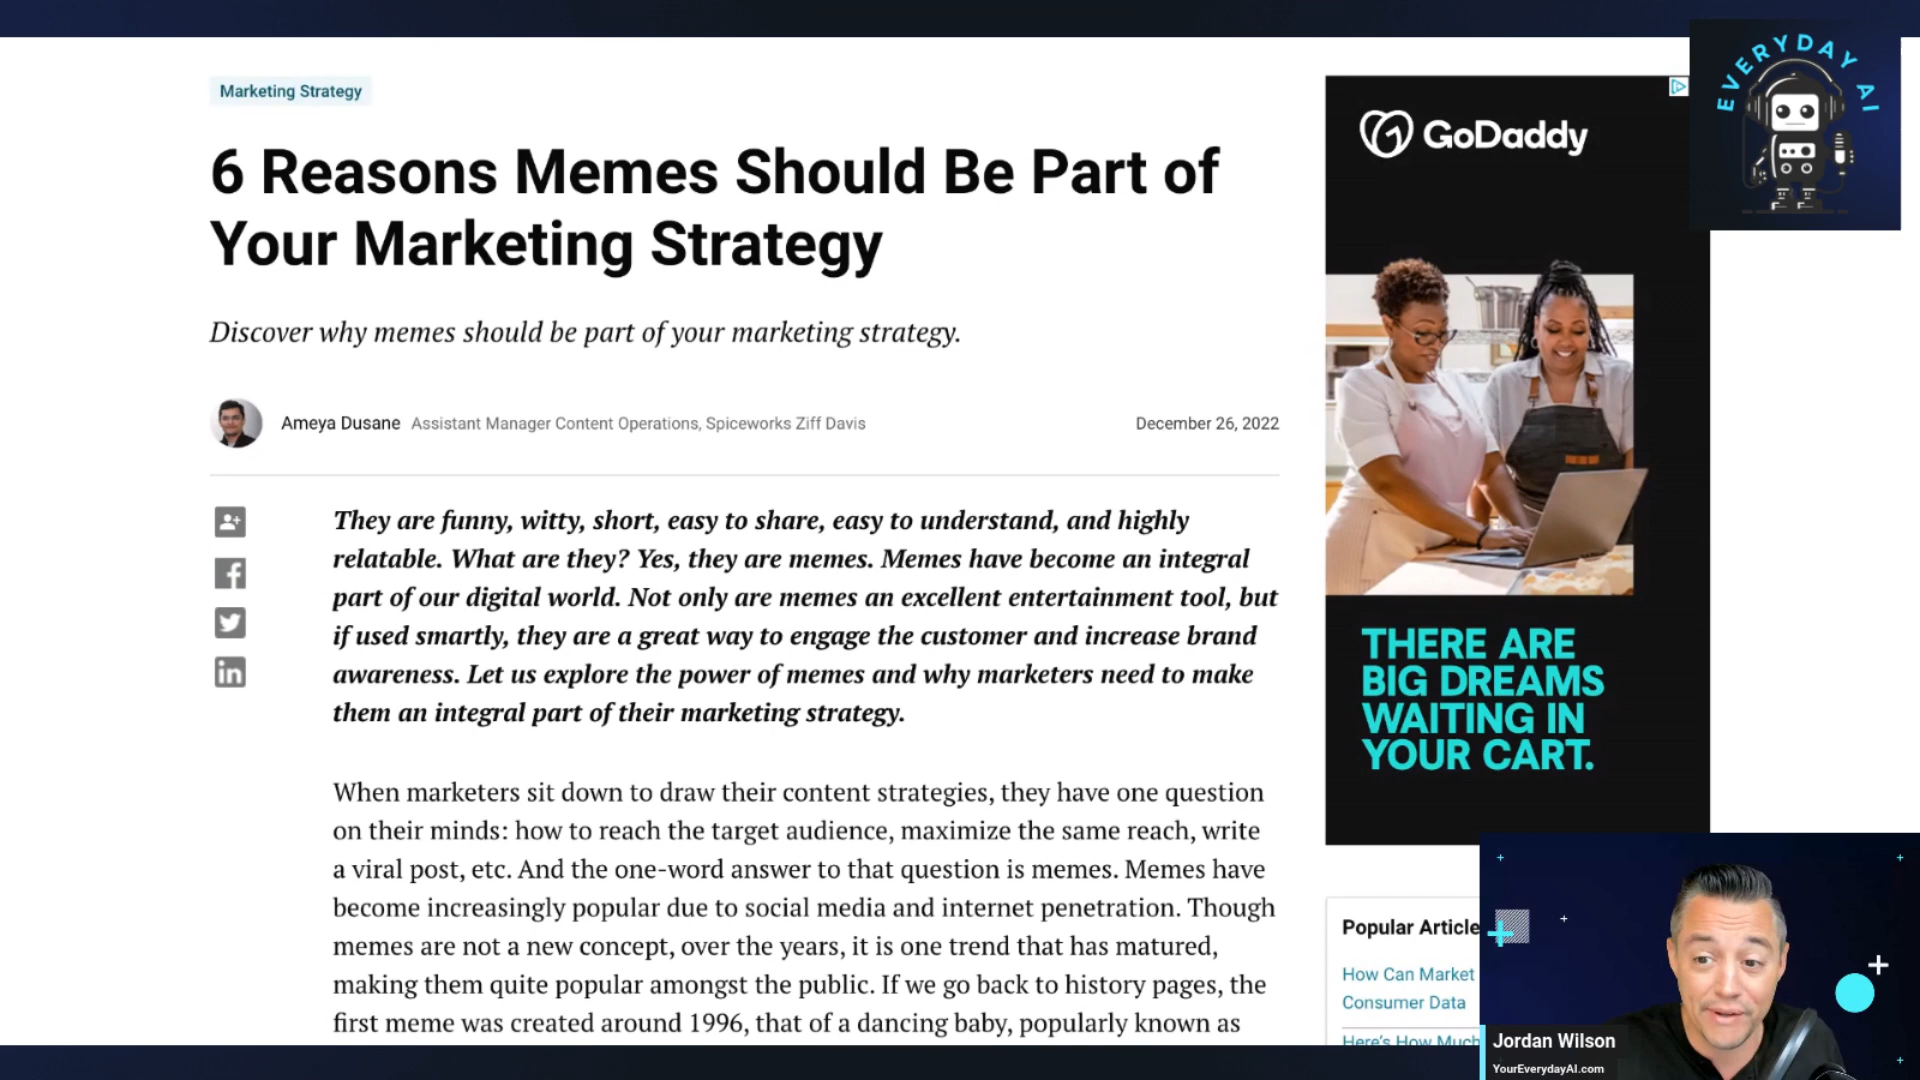 EVERYDAY AI
Marketing Strategy
6 Reasons Memes Should Be Part of
Your Marketing Strategy
Discover why memes should be part of your marketing strategy.
Ameya Dusane Assistant Manager Content Operations, Spiceworks Ziff Davis
December 26, 2022
They are funny, witty, short, easy to share, easy to understand, and highly
relatable. What are they? Yes, they are memes. Memes have become an integral
part of our digital world. Not only are memes an excellent entertainment tool, but
if used smartly, they are a great way to engage the customer and increase brand
awareness. Let us explore the power of memes and why marketers need to make
them an integral part of their marketing strategy.
When marketers sit down to draw their content strategies, they have one question
on their minds: how to reach the target audience, maximize the same reach, write
a viral post, etc. And the one-word answer to that question is memes. Memes have
become increasingly popular due to social media and internet penetration. Though
memes are not a new concept, over the years, it is one trend that has matured,
making them quite popular amongst the public. If we go back to history pages, the
first meme was created around 1996, that of a dancing baby, popularly known as
GoDaddy
THERE ARE
BIG DREAMS
WAITING IN
YOUR CART.
Popular Article
How Can Market
Consumer Data
Here's How Much
Jordan Wilson
YourEverydayAI.com